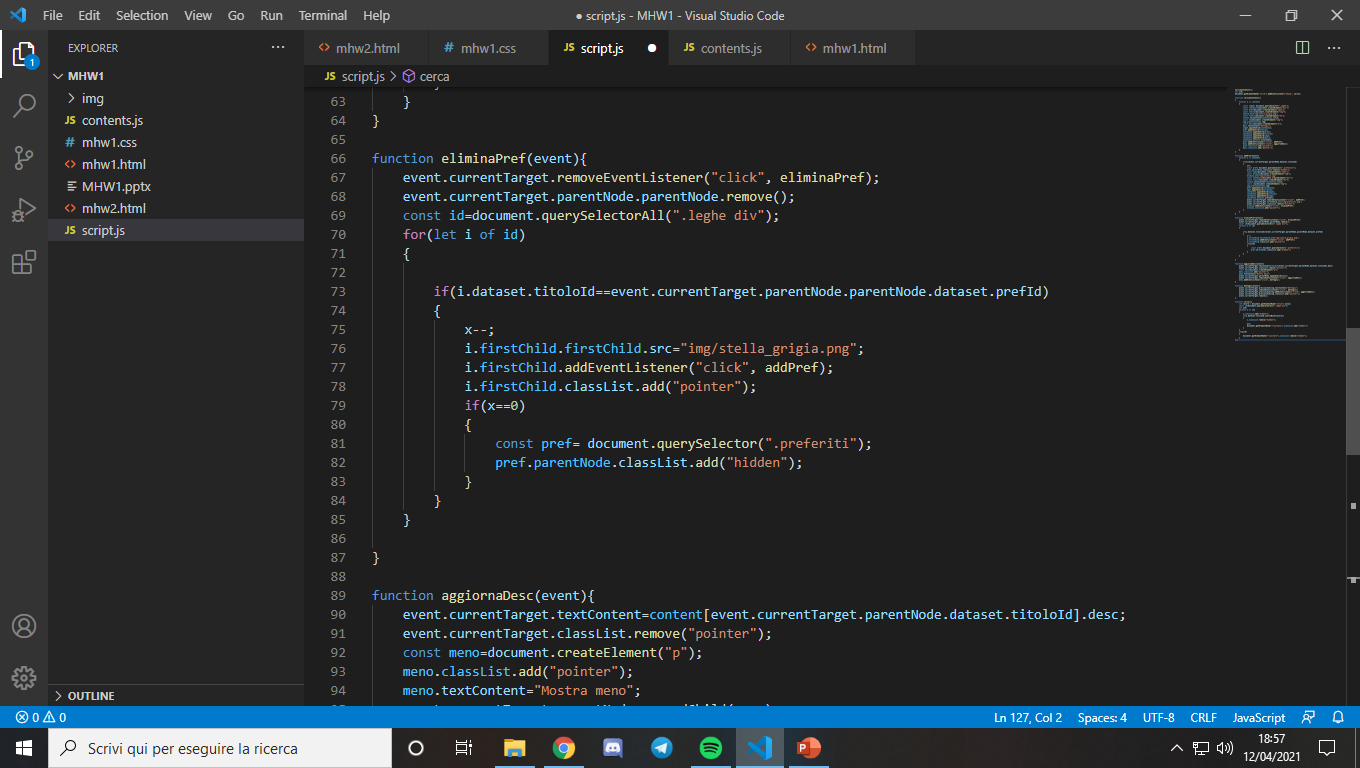 File Edit Selection View Go Run Terminal Help
● script.js - MHW1 - Visual Studio Code
EXPLORER
MHW1
img
JS contents.js
# mhw1.css
<> mhw1.html
MHW1.pptx
<> mhw2.html
JS script.js
OUTLINE
<> mhw2.html # mhw1.css JS script.js ● JS contents.js <> mhw1.html
JS script.js > cerca
63 }
64 }
65
66 function eliminaPref(event){
67 event.currentTarget.removeEventListener("click", eliminaPref);
68 event.currentTarget.parentNode.parentNode.remove();
69 const id=document.querySelectorAll(".leghe div");
70 for(let i of id)
71 {
72
73 if(i.dataset.titoloId==event.currentTarget.parentNode.parentNode.dataset.prefId)
74 {
75 x--;
76 i.firstChild.firstChild.src="img/stella_grigia.png";
77 i.firstChild.addEventListener("click", addPref);
78 i.firstChild.classList.add("pointer");
79 if(x==0)
80 {
81 const pref= document.querySelector(".preferiti");
82 pref.parentNode.classList.add("hidden");
83 }
84 }
85 }
86
87 }
88
89 function aggiornaDesc(event){
90 event.currentTarget.textContent=content[event.currentTarget.parentNode.dataset.titoloId].desc;
91 event.currentTarget.classList.remove("pointer");
92 const meno=document.createElement("p");
93 meno.classList.add("pointer");
94 meno.textContent="Mostra meno";
0 0 Ln 127, Col 2 Spaces: 4 UTF-8 CRLF JavaScript
Scrivi qui per eseguire la ricerca
18:57
12/04/2021